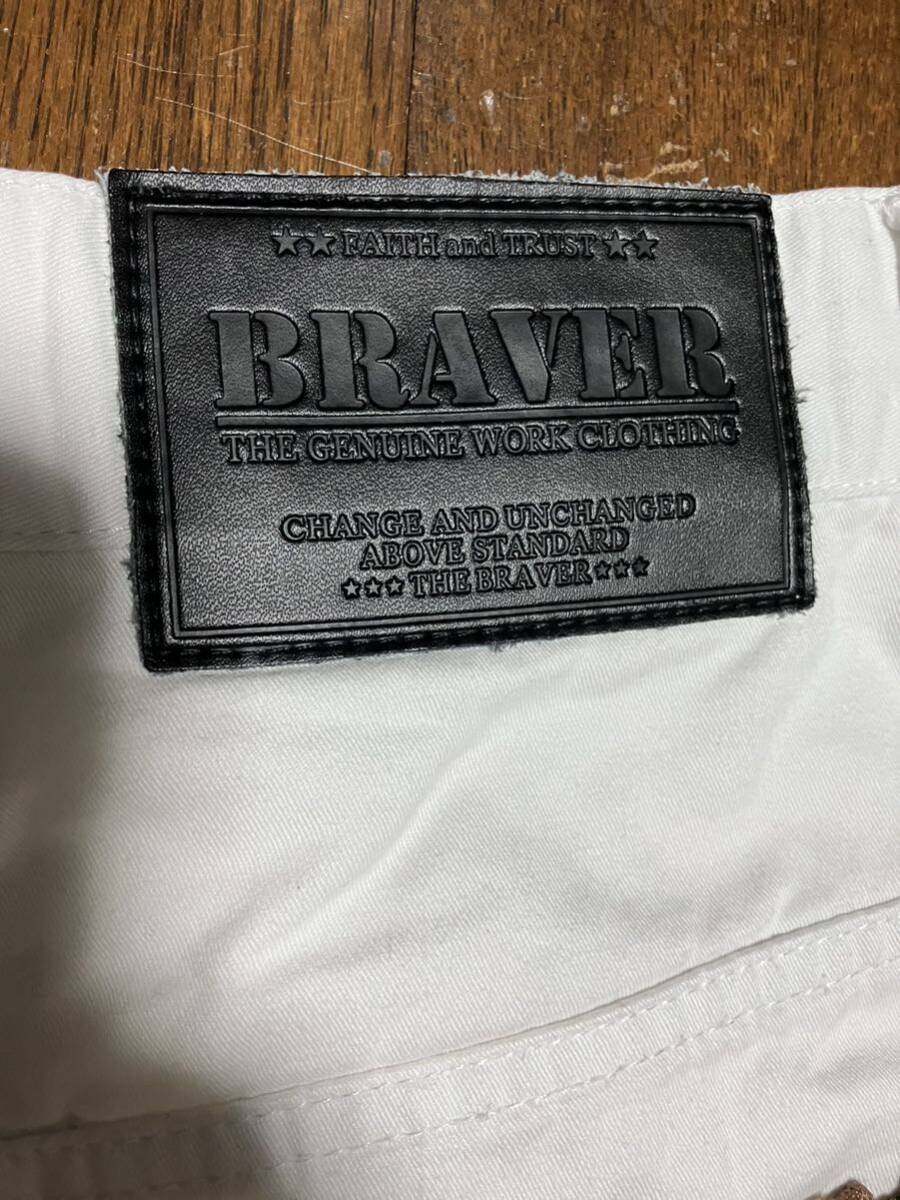 ★★ FAITH and TRUST ★★
BRAVER
THE GENUINE WORK CLOTHING
CHANGE AND UNCHANGED
ABOVE STANDARD
★★★ THE BRAVER ★★★